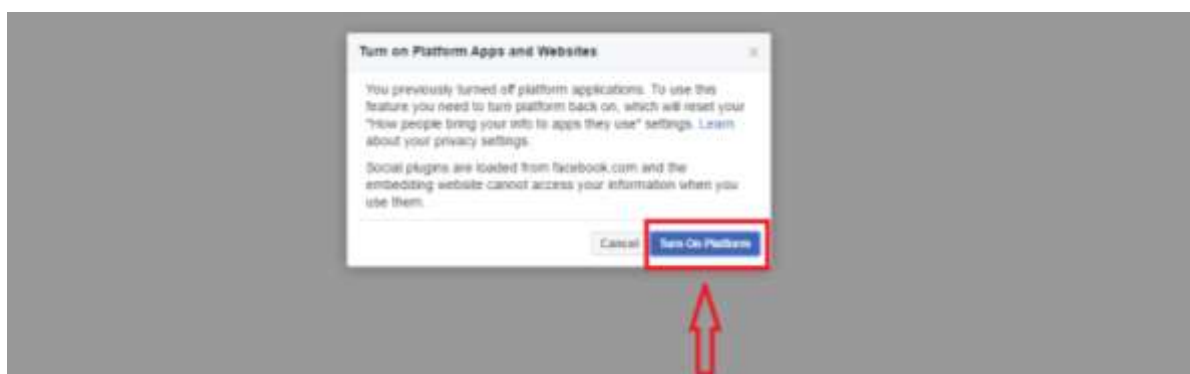 Turn on Platform Apps and Websites
You previously turned off platform applications. To use this
feature you need to turn platform back on, which will reset your
"How people bring your info to apps they use" settings. Learn
about your privacy settings.
Social plugins are loaded from facebook.com and the
embedding website cannot access your information when you
use them.
Cancel Turn On Platform